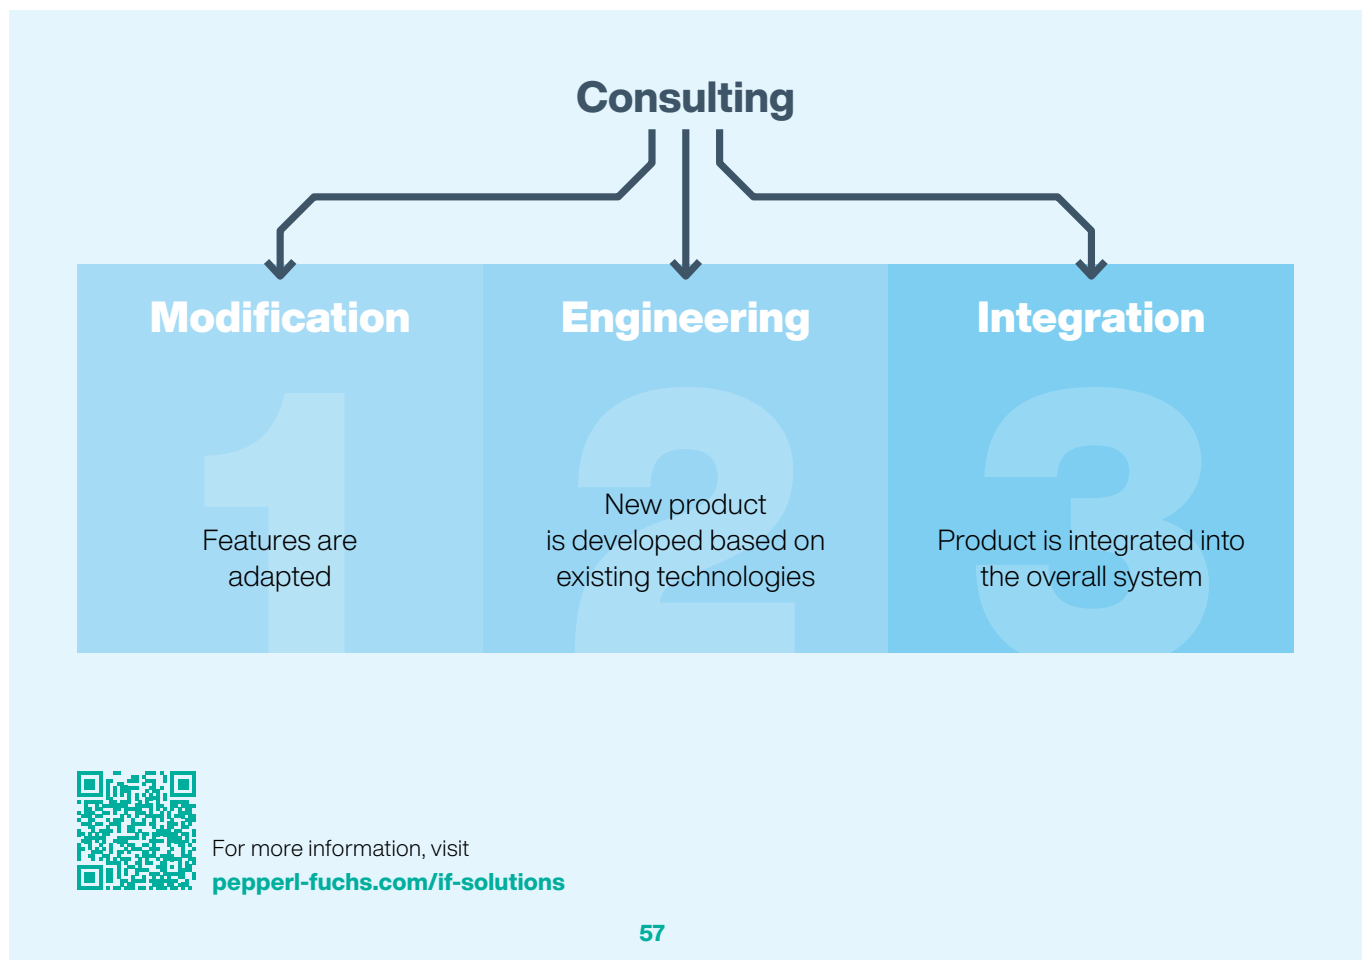 Consulting
Modification
1
Features are
adapted
Engineering
2
New product
is developed based on
existing technologies
Integration
3
Product is integrated into
the overall system
For more information, visit
pepperl-fuchs.com/if-solutions
57